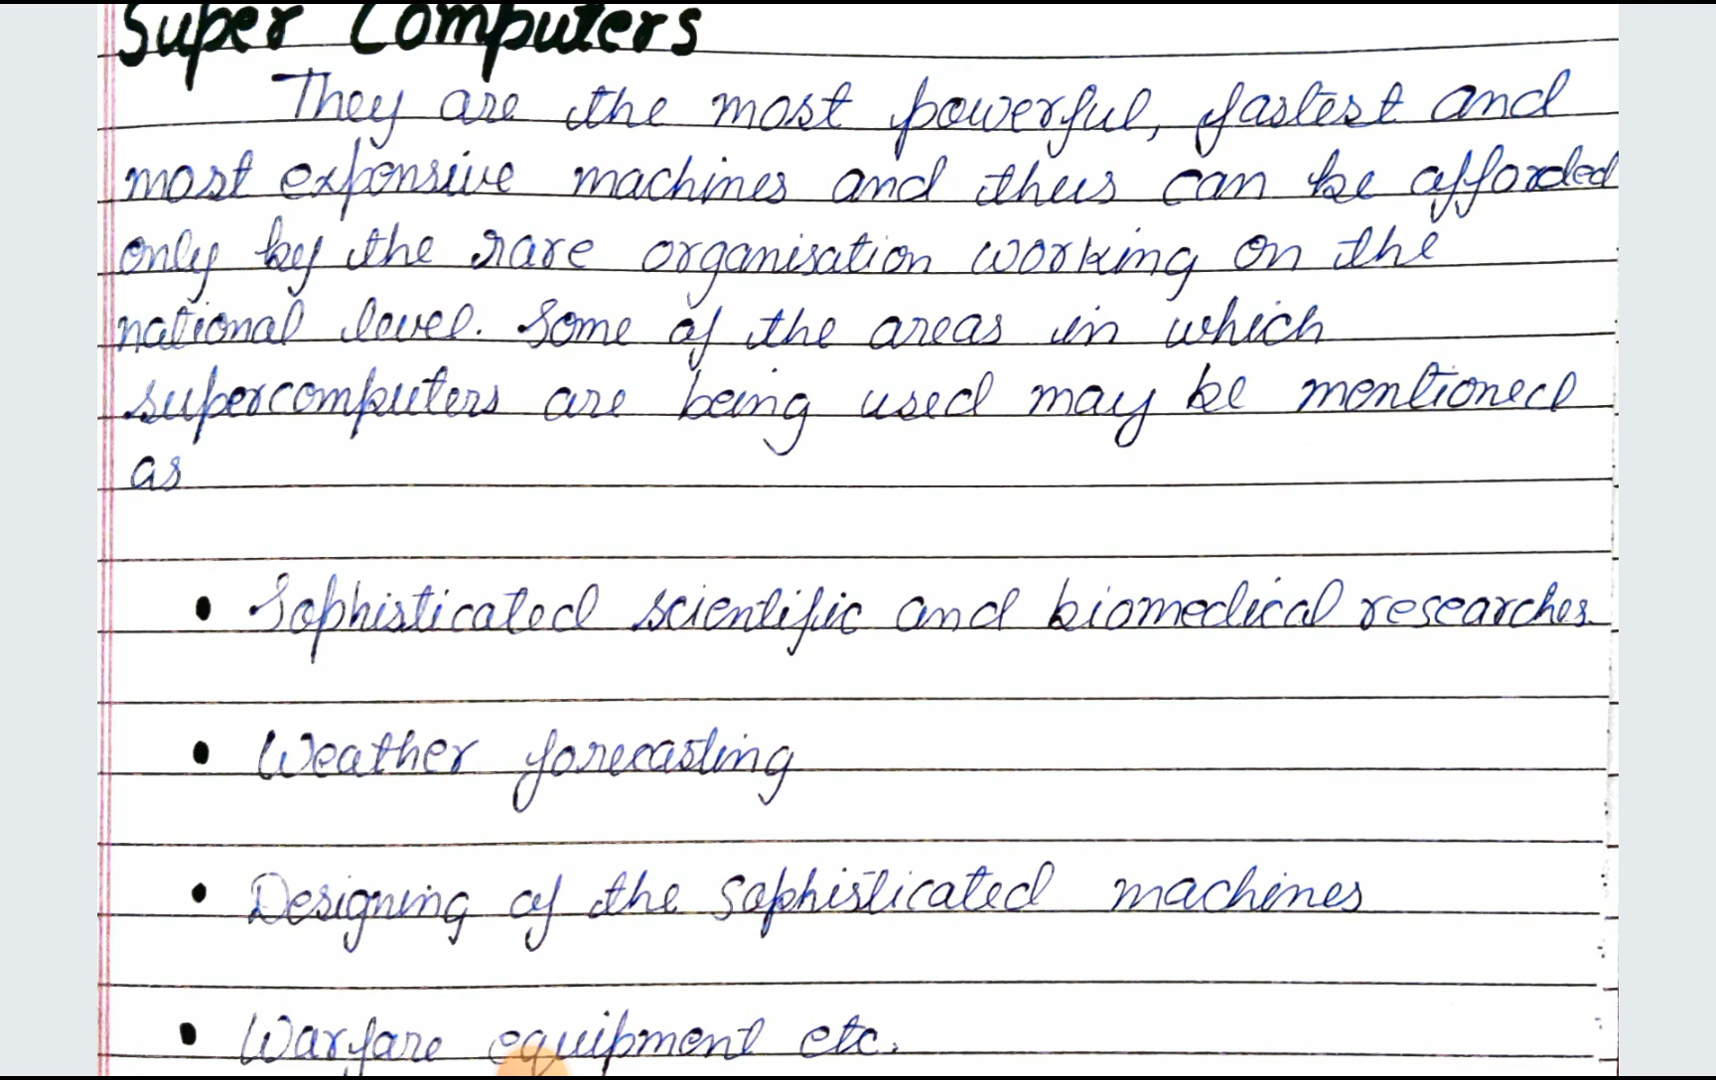 Super Computers
They are the most powerful, fastest and
most expensive machines and thus can be afforded
only by the rare organisation working on the
national level. Some of the areas in which
supercomputers are being used may be mentioned
as
• Sophisticated scientific and biomedical researches.
• Weather forecasting
• Designing of the sophisticated machines
• Warfare equipment etc.